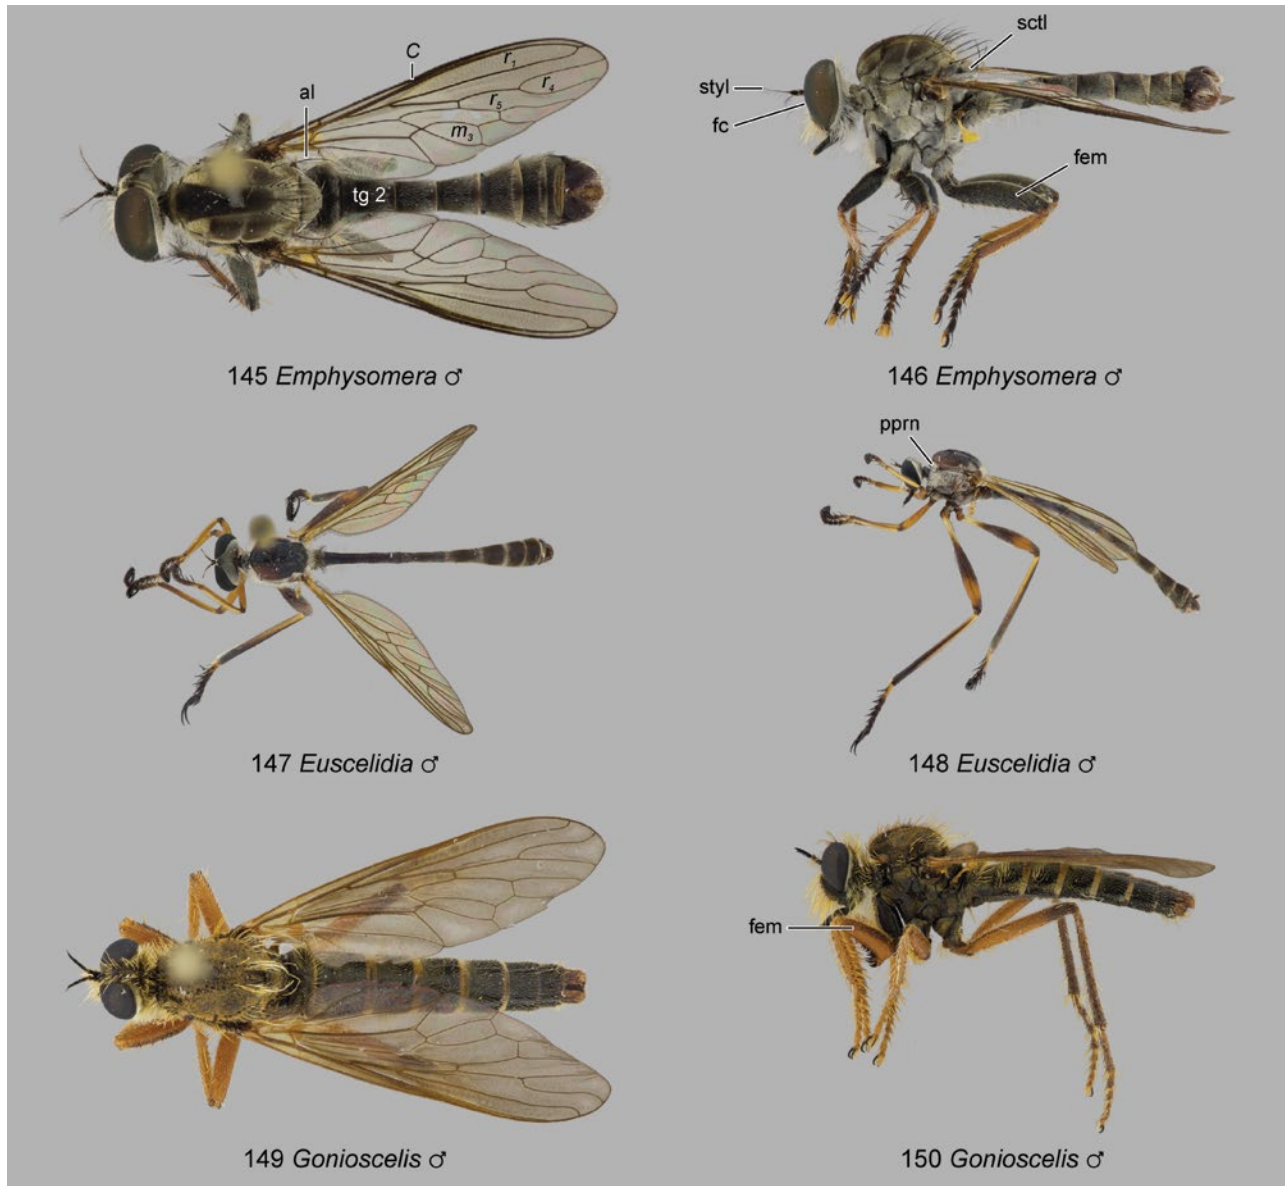 C
r₁
al
r₄
r₅
m₃
tg 2
145 Emphysomera ♂
sctl
styl
fc
fem
146 Emphysomera ♂
147 Euscelidia ♂
pprn
148 Euscelidia ♂
149 Gonioscelis ♂
fem
150 Gonioscelis ♂